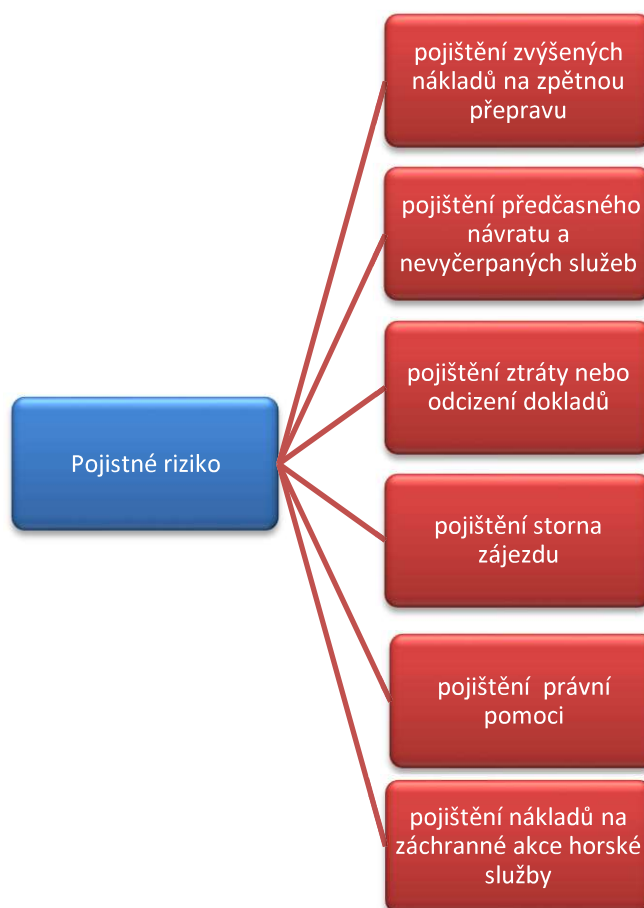 pojištění zvýšených
nákladů na zpětnou
přepravu
pojištění předčasného
návratu a
nevyčerpaných služeb
pojištění ztráty nebo
odcizení dokladů
Pojistné riziko
pojištění storna
zájezdu
pojištění  právní
pomoci
pojištění nákladů na
záchranné akce horské
služby